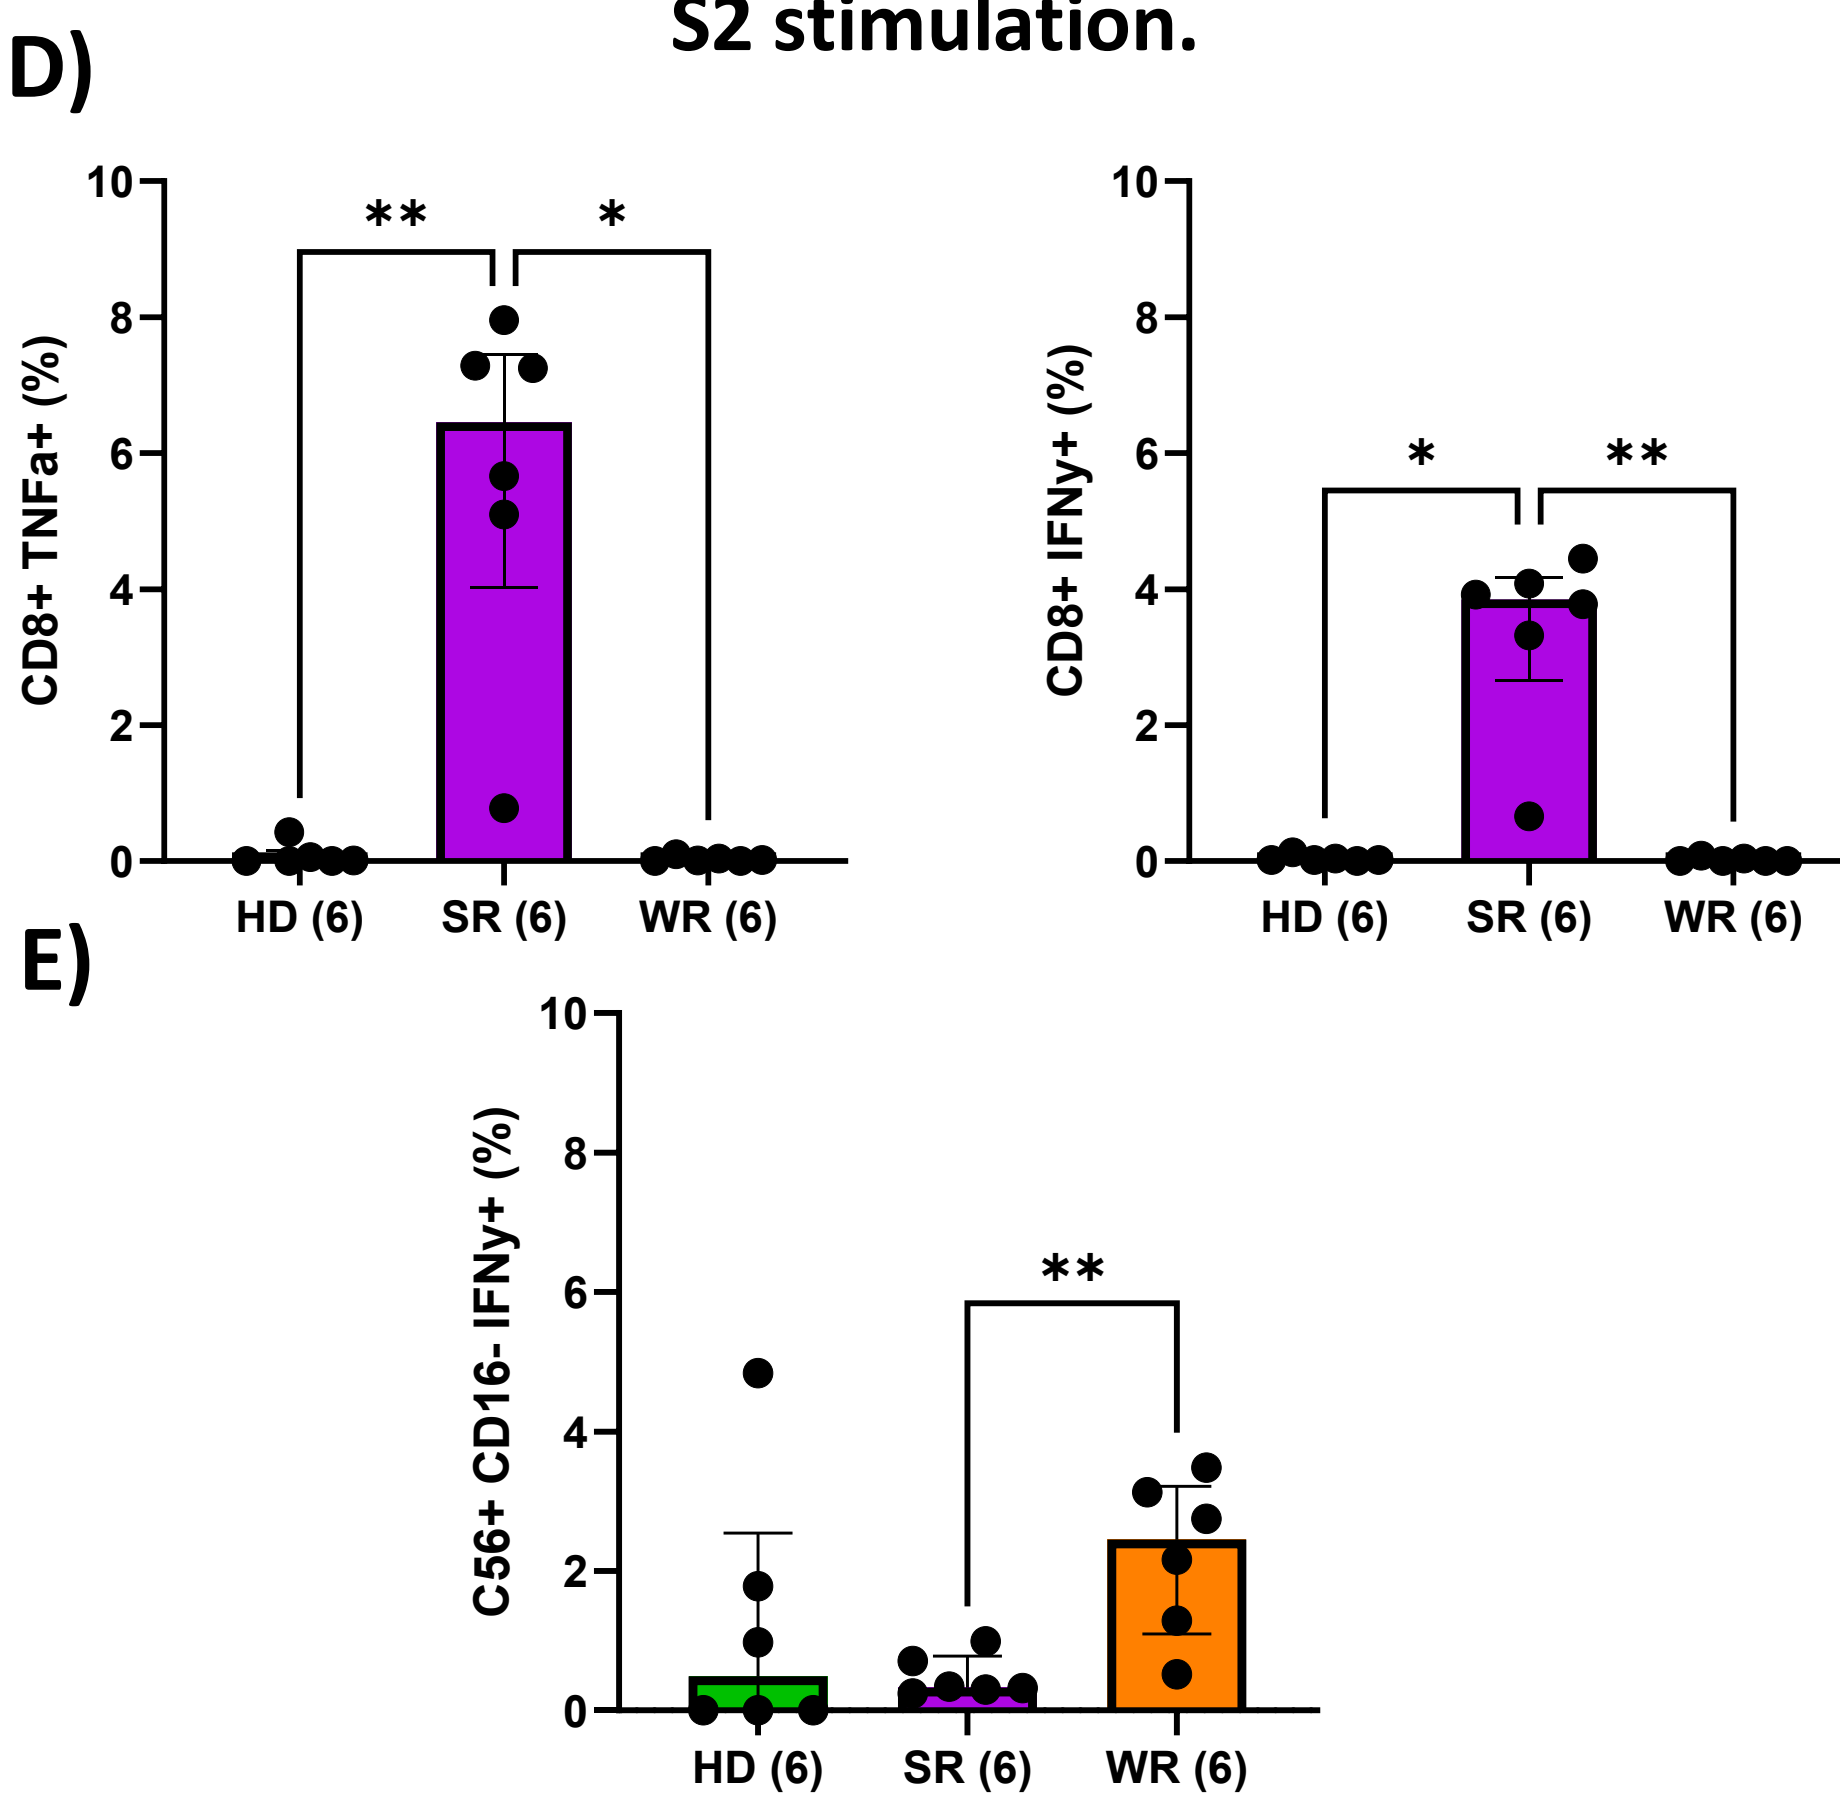 S2 stimulation.
D)
10
8
6
4
2
0
CD8+ TNFa+ (%)
** *
HD (6) SR (6) WR (6)
10
8
6
4
2
0
CD8+ IFNy+ (%)
* **
HD (6) SR (6) WR (6)
E)
10
8
6
4
2
0
C56+ CD16- IFNy+ (%)
**
HD (6) SR (6) WR (6)